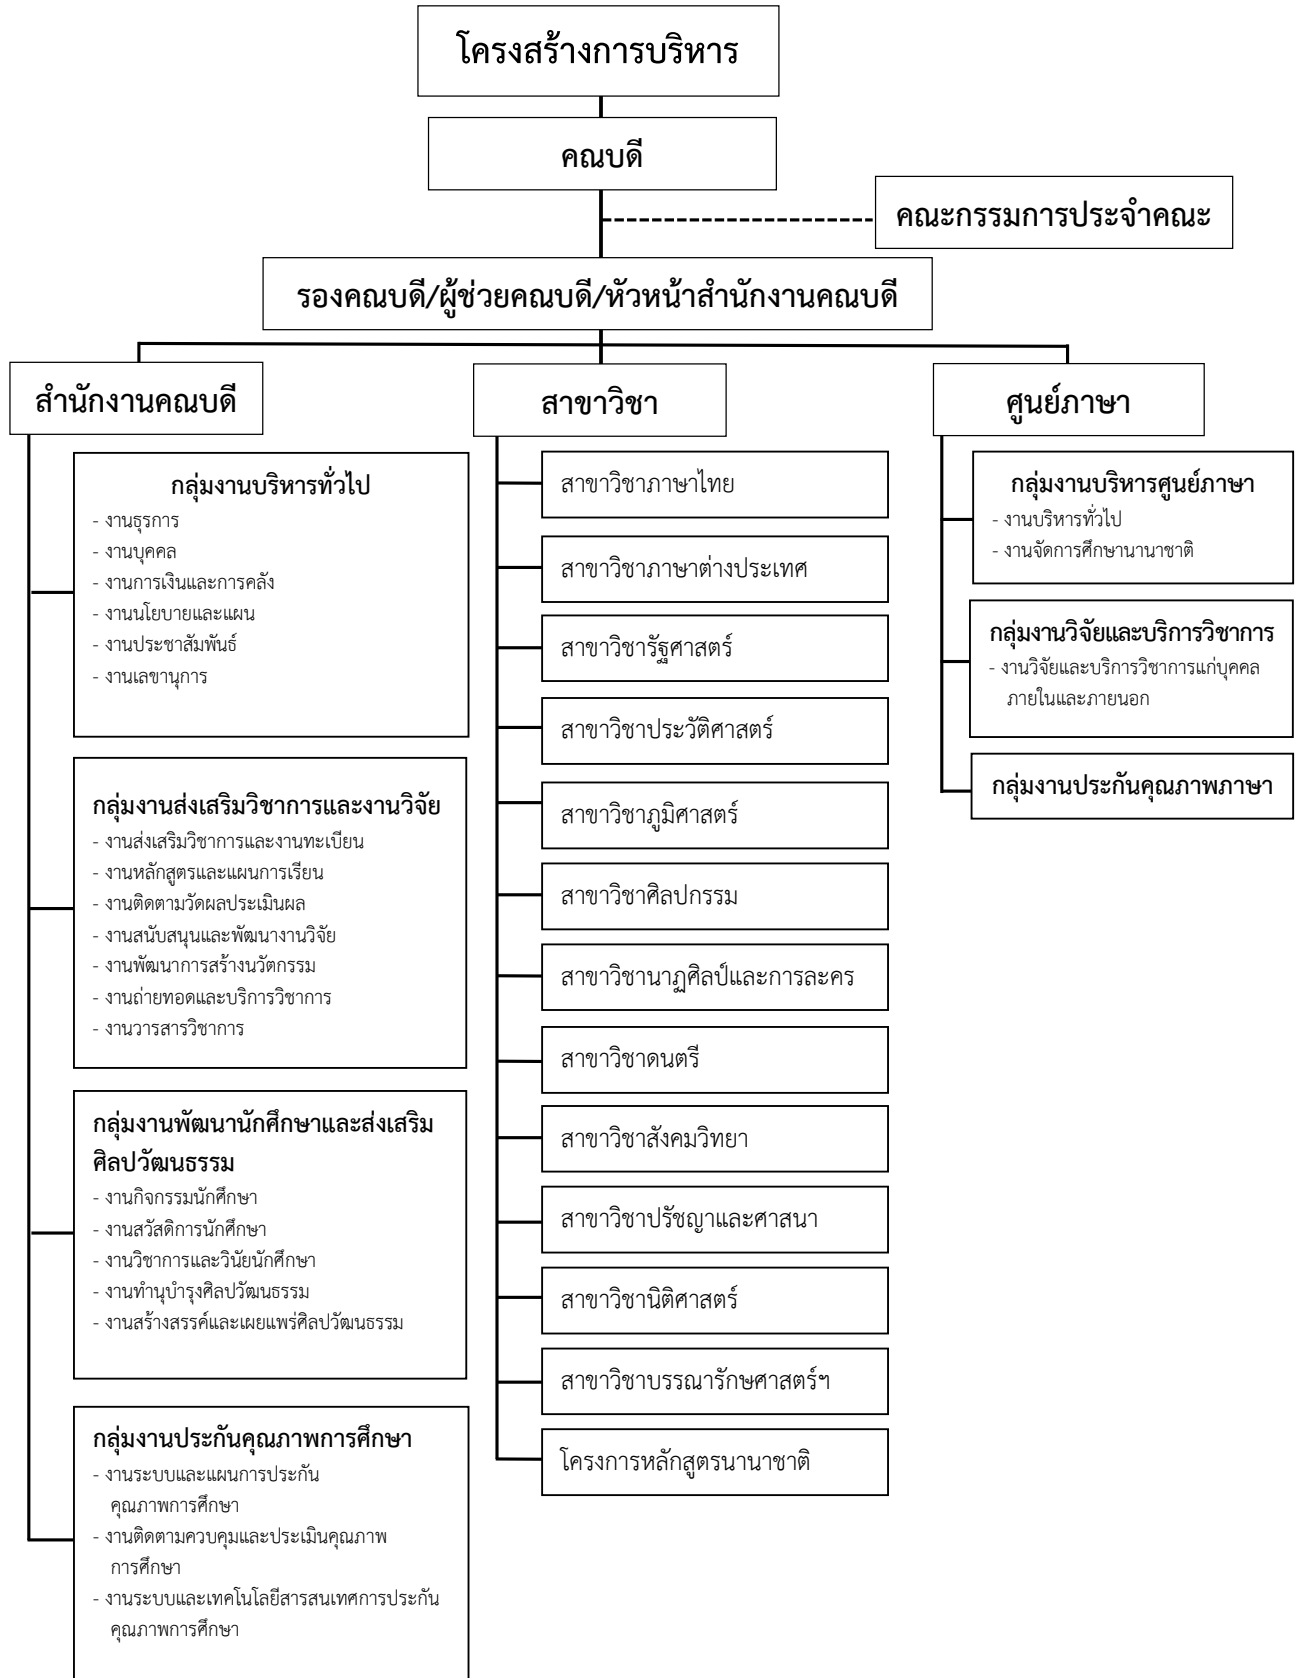 โครงสร้างการบริหาร
คณบดี
คณะกรรมการประจำคณะ
รองคณบดี/ผู้ช่วยคณบดี/หัวหน้าสำนักงานคณบดี
สำนักงานคณบดี
กลุ่มงานบริหารทั่วไป
- งานธุรการ
- งานบุคคล
- งานการเงินและการคลัง
- งานนโยบายและแผน
- งานประชาสัมพันธ์
- งานเลขานุการ
กลุ่มงานส่งเสริมวิชาการและงานวิจัย
- งานส่งเสริมวิชาการและงานทะเบียน
- งานหลักสูตรและแผนการเรียน
- งานติดตามวัดผลประเมินผล
- งานสนับสนุนและพัฒนางานวิจัย
- งานพัฒนาการสร้างนวัตกรรม
- งานถ่ายทอดและบริการวิชาการ
- งานวารสารวิชาการ
กลุ่มงานพัฒนานักศึกษาและส่งเสริม
ศิลปวัฒนธรรม
- งานกิจกรรมนักศึกษา
- งานสวัสดิการนักศึกษา
- งานวิชาการและวินัยนักศึกษา
- งานทำนุบำรุงศิลปวัฒนธรรม
- งานสร้างสรรค์และเผยแพร่ศิลปวัฒนธรรม
กลุ่มงานประกันคุณภาพการศึกษา
- งานระบบและแผนการประกัน
คุณภาพการศึกษา
- งานติดตามควบคุมและประเมินคุณภาพ
การศึกษา
- งานระบบและเทคโนโลยีสารสนเทศการประกัน
คุณภาพการศึกษา
สาขาวิชา
สาขาวิชาภาษาไทย
สาขาวิชาภาษาต่างประเทศ
สาขาวิชารัฐศาสตร์
สาขาวิชาประวัติศาสตร์
สาขาวิชาภูมิศาสตร์
สาขาวิชาศิลปกรรม
สาขาวิชานาฏศิลป์และการละคร
สาขาวิชาดนตรี
สาขาวิชาสังคมวิทยา
สาขาวิชาปรัชญาและศาสนา
สาขาวิชานิติศาสตร์
สาขาวิชาบรรณารักษศาสตร์ฯ
โครงการหลักสูตรนานาชาติ
ศูนย์ภาษา
กลุ่มงานบริหารศูนย์ภาษา
- งานบริหารทั่วไป
- งานจัดการศึกษานานาชาติ
กลุ่มงานวิจัยและบริการวิชาการ
- งานวิจัยและบริการวิชาการแก่บุคคล
ภายในและภายนอก
กลุ่มงานประกันคุณภาพภาษา